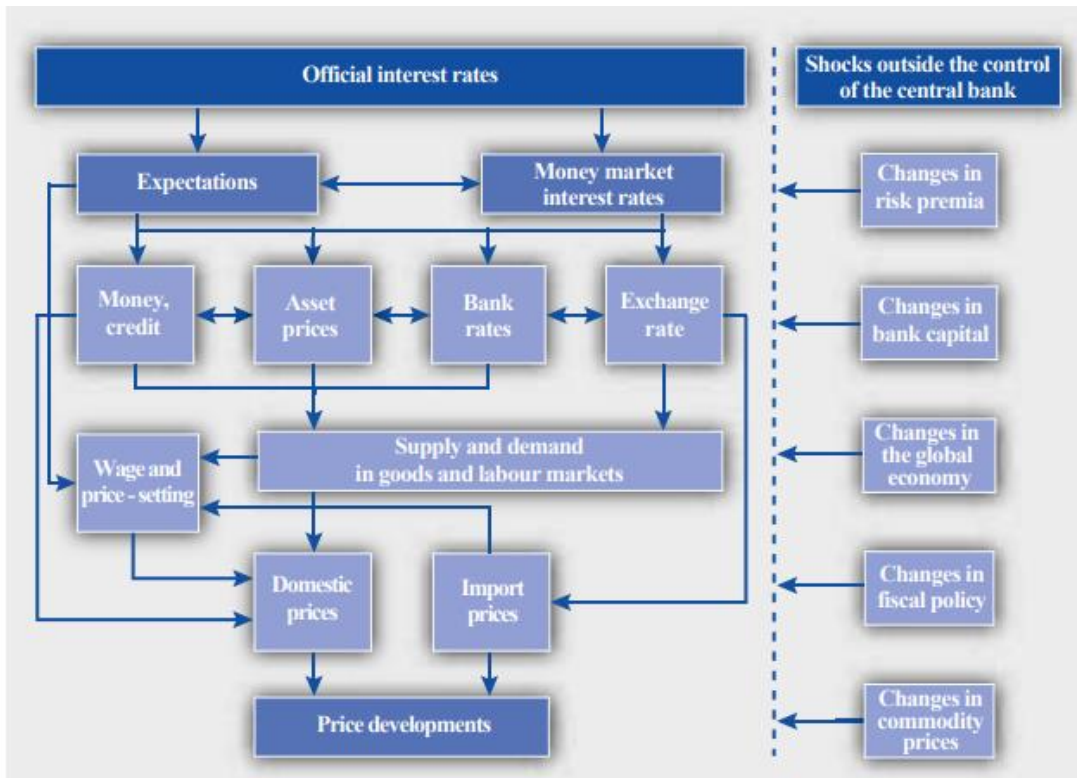 Official interest rates
Shocks outside the control
of the central bank
Expectations
Money market
interest rates
Changes in
risk premia
Money,
credit
Asset
prices
Bank
rates
Exchange
rate
Changes in
bank capital
Wage and
price - setting
Supply and demand
in goods and labour markets
Changes in
the global
economy
Domestic
prices
Import
prices
Changes in
fiscal policy
Price developments
Changes in
commodity
prices